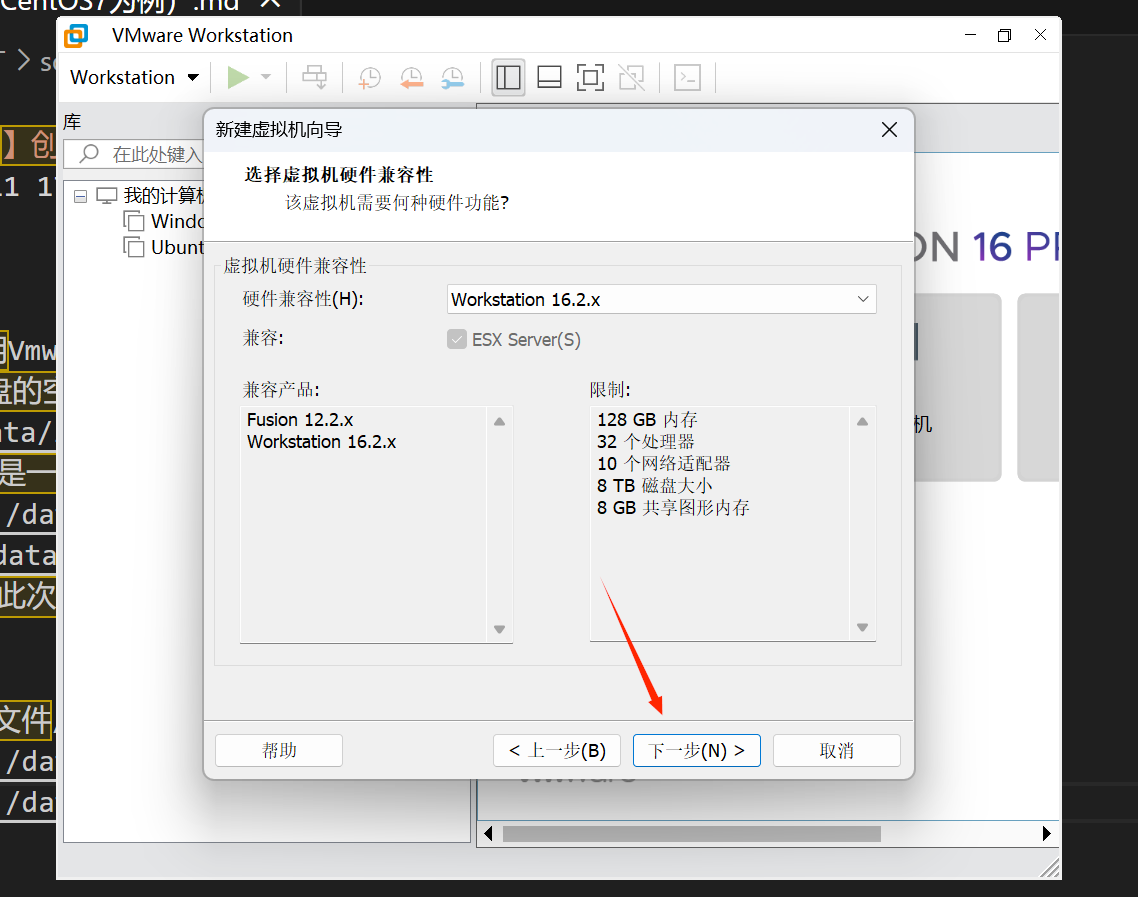 CentOS7为例）.md
VMware Workstation
Workstation
库
在此处键入
我的计算机
Windo
Ubunt
】创
11 1
Vmw
盘的空
ata/
是一
/da
data
此次
文件
/da
/da
ON 16 PR
机
新建虚拟机向导
选择虚拟机硬件兼容性
该虚拟机需要何种硬件功能?
虚拟机硬件兼容性
硬件兼容性(H):
Workstation 16.2.x
兼容:
ESX Server(S)
兼容产品:
限制:
Fusion 12.2.x
Workstation 16.2.x
128 GB 内存
32 个处理器
10 个网络适配器
8 TB 磁盘大小
8 GB 共享图形内存
帮助
< 上一步(B)
下一步(N) >
取消